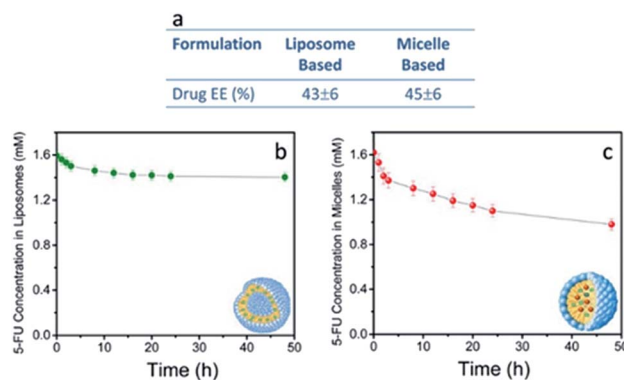 a
Formulation Liposome Based Micelle Based
Drug EE (%) 43±6 45±6
b
5-FU Concentration in Liposomes (mM)
1.6
1.2
0.8
0.4
0.0
0 10 20 30 40 50
Time (h)
c
5-FU Concentration in Micelles (mM)
1.6
1.2
0.8
0.4
0.0
0 10 20 30 40 50
Time (h)